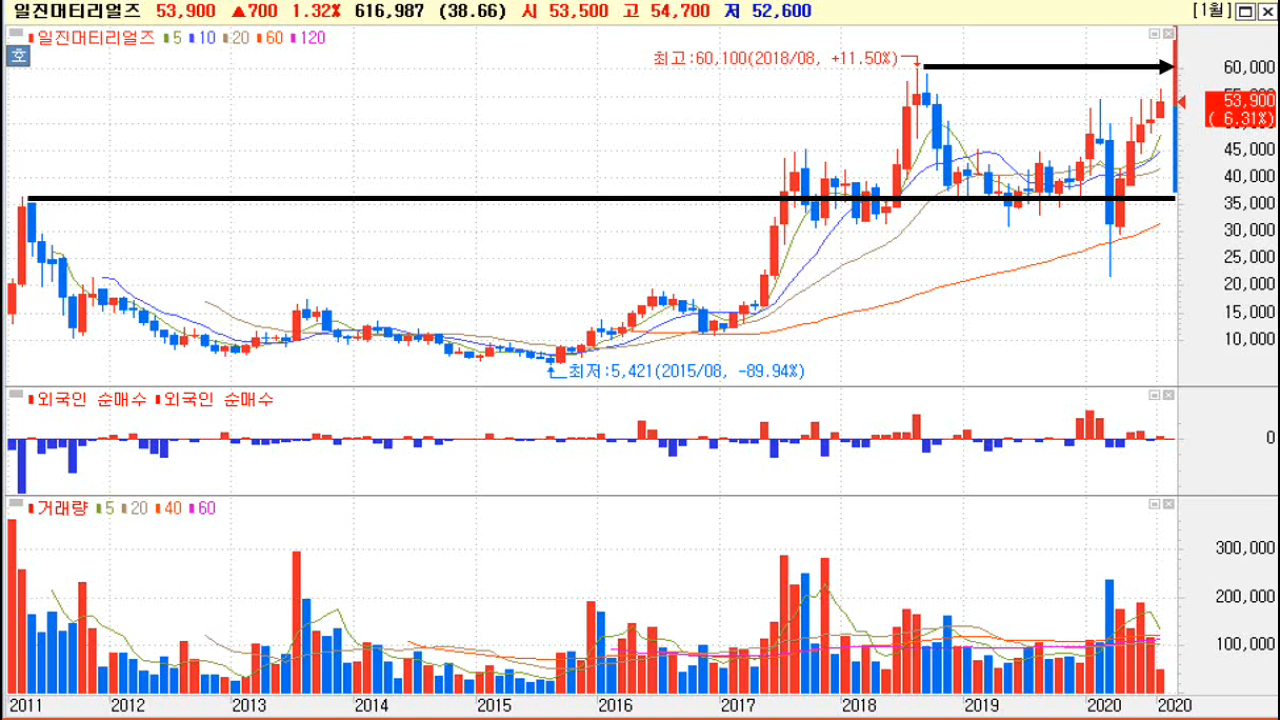 일진머티리얼즈 53,900 ▲700 1.32% 616,987 (38.66) 시 53,500 고 54,700 저 52,600 [1월]
일진머티리얼즈 5 10 20 60 120
호
최고:60,100(2018/08, +11.50%)
60,000
53,900
( 6.31%)
45,000
40,000
35,000
30,000
25,000
20,000
15,000
10,000
최저:5,421(2015/08, -89.94%)
외국인 순매수 외국인 순매수
0
거래량 5 20 40 60
300,000
200,000
100,000
2011 2012 2013 2014 2015 2016 2017 2018 2019 2020 2020